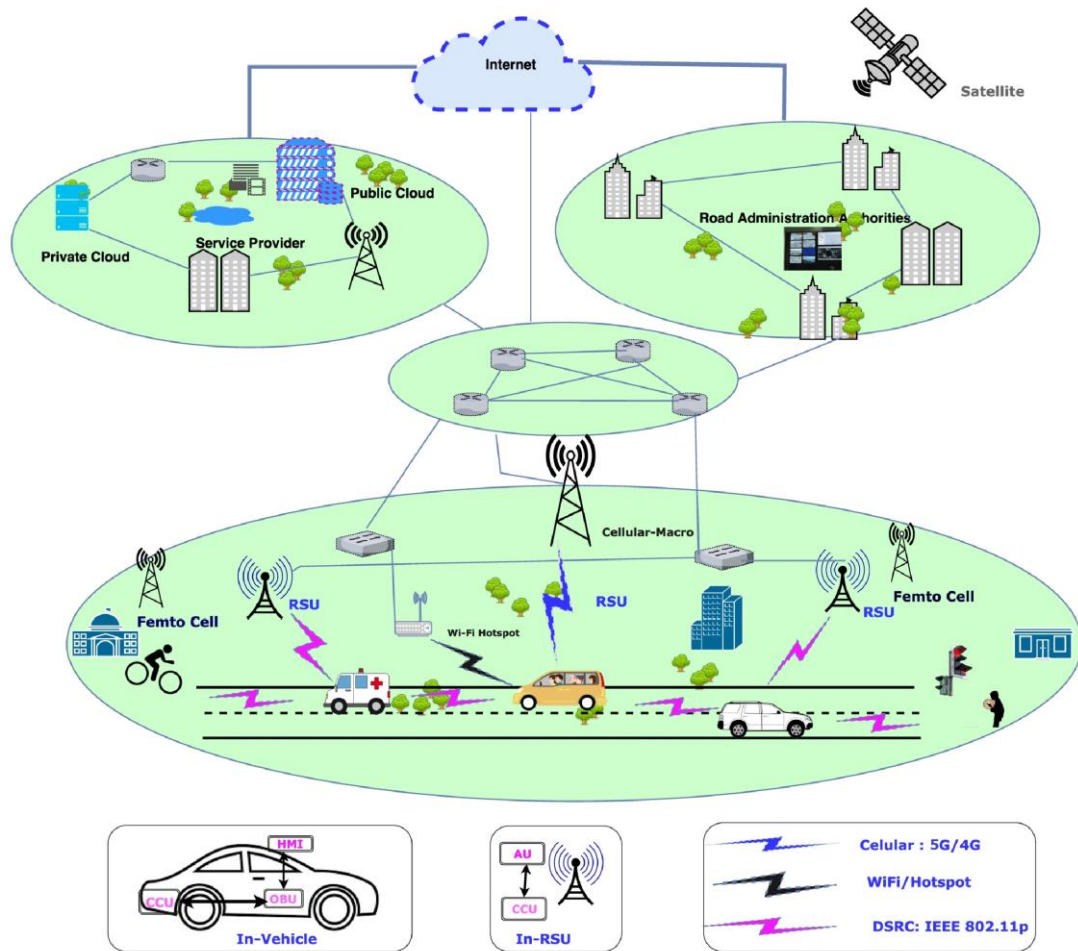 Internet
Satellite
Public Cloud
Private Cloud
Service Provider
Road Administration Authorities
Cellular-Macro
RSU
RSU
RSU
Femto Cell
Femto Cell
Wi-Fi Hotspot
HMI
CCU
OBU
In-Vehicle
AU
CCU
In-RSU
Celular : 5G/4G
WiFi/Hotspot
DSRC: IEEE 802.11p